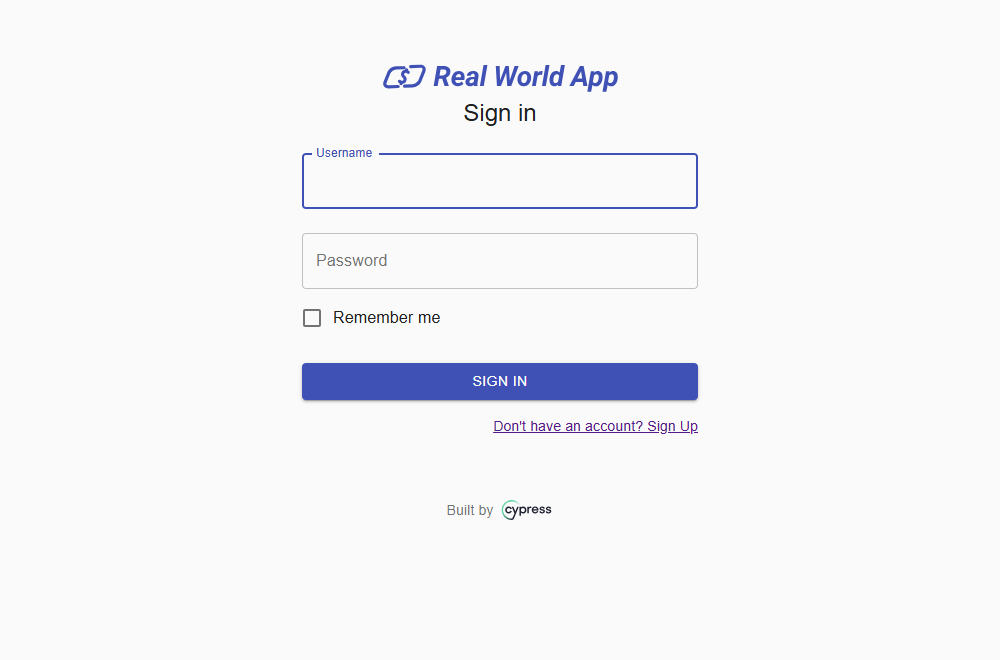 Real World App
Sign in
Username
Password
Remember me
SIGN IN
Don't have an account? Sign Up
Built by cypress